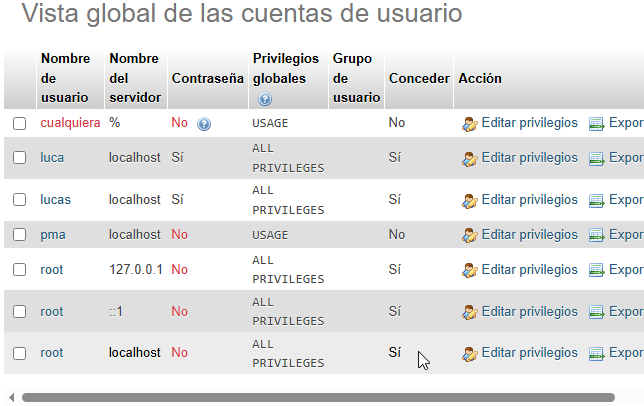 Vista global de las cuentas de usuario
Nombre de usuario Nombre del servidor Contraseña Privilegios globales Grupo de usuario Conceder Acción
cualquiera % No USAGE No Editar privilegios Expor
luca localhost Sí ALL PRIVILEGES Sí Editar privilegios Expor
lucas localhost Sí ALL PRIVILEGES Sí Editar privilegios Expor
pma localhost No USAGE No Editar privilegios Expor
root 127.0.0.1 No ALL PRIVILEGES Sí Editar privilegios Expor
root ::1 No ALL PRIVILEGES Sí Editar privilegios Expor
root localhost No ALL PRIVILEGES Sí Editar privilegios Expor